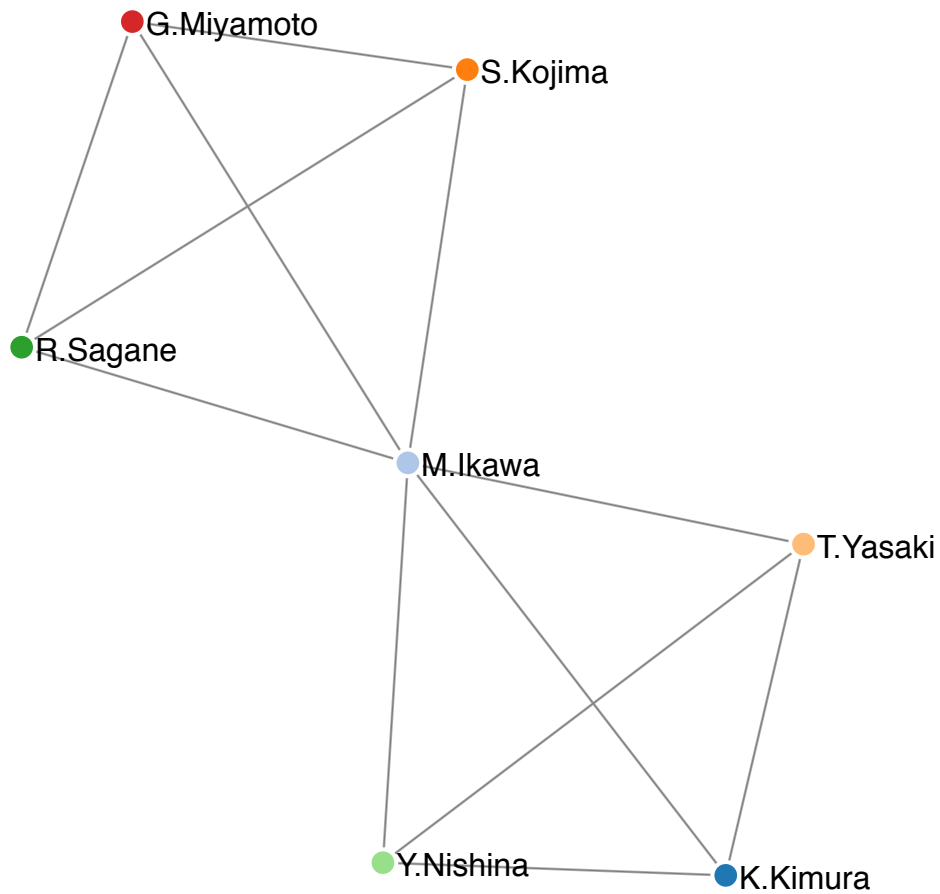 G.Miyamoto
S.Kojima
R.Sagane
M.Ikawa
T.Yasaki
Y.Nishina
K.Kimura